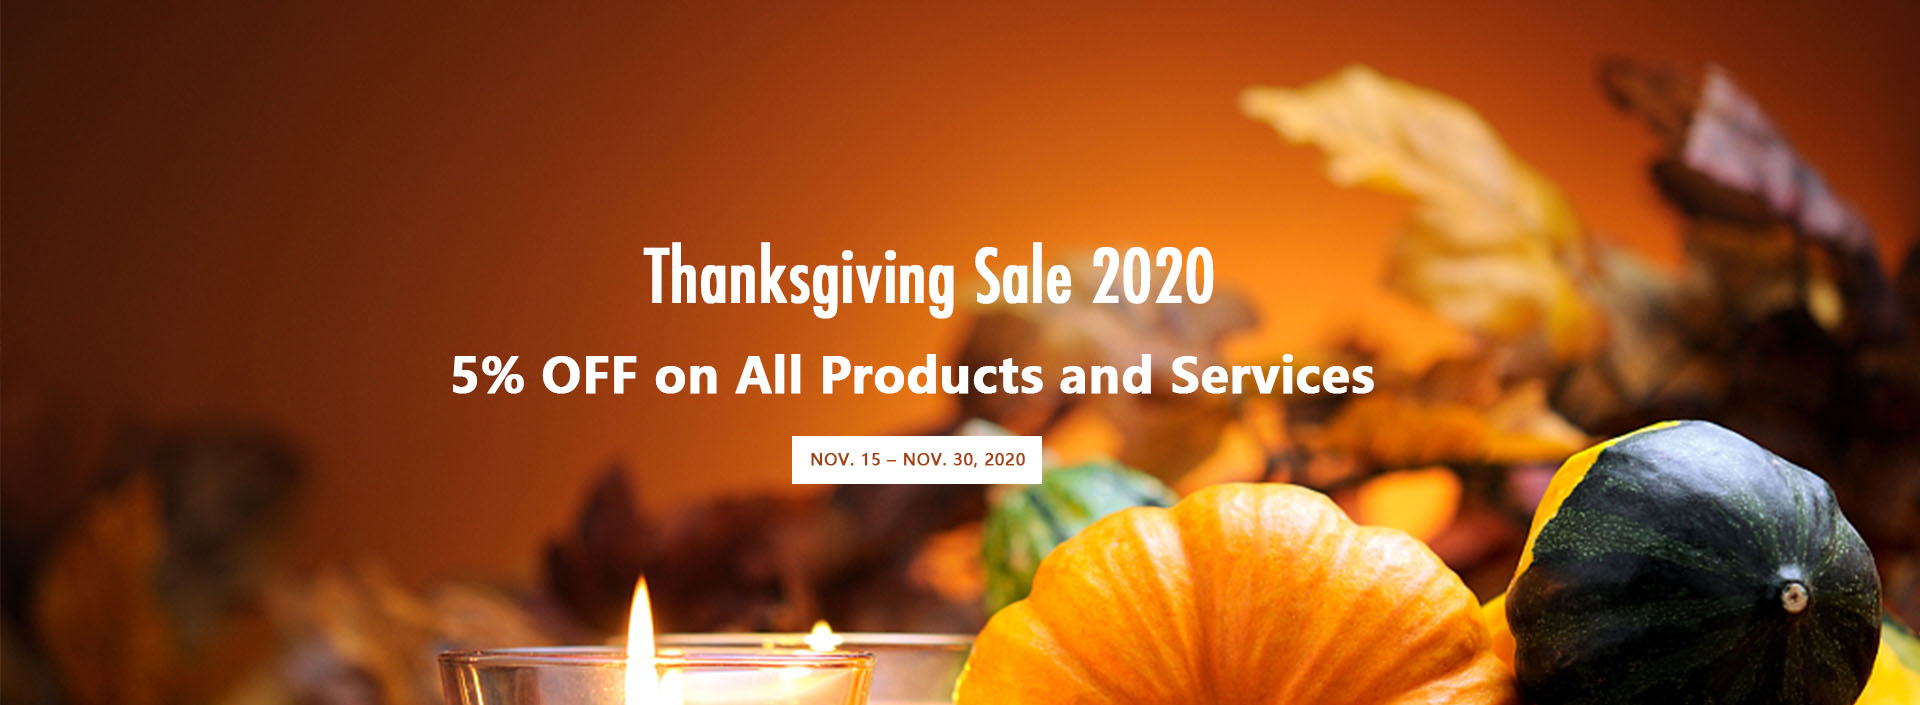 Thanksgiving Sale 2020
5% OFF on All Products and Services
NOV. 15 – NOV. 30, 2020